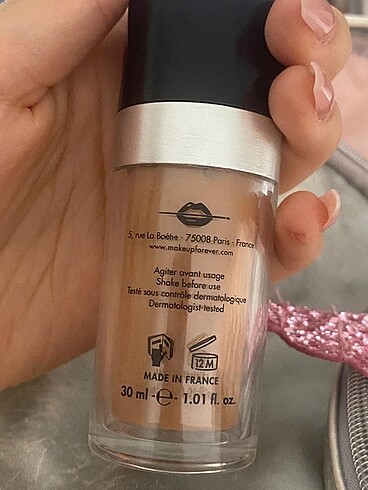 5, rue La Boétie - 75008 Paris - France
www.makeupforever.com
Agiter avant usage
Shake before use
Testé sous contrôle dermatologique
Dermatologist-tested
12M
MADE IN FRANCE
30 ml - e - 1.01 fl. oz.